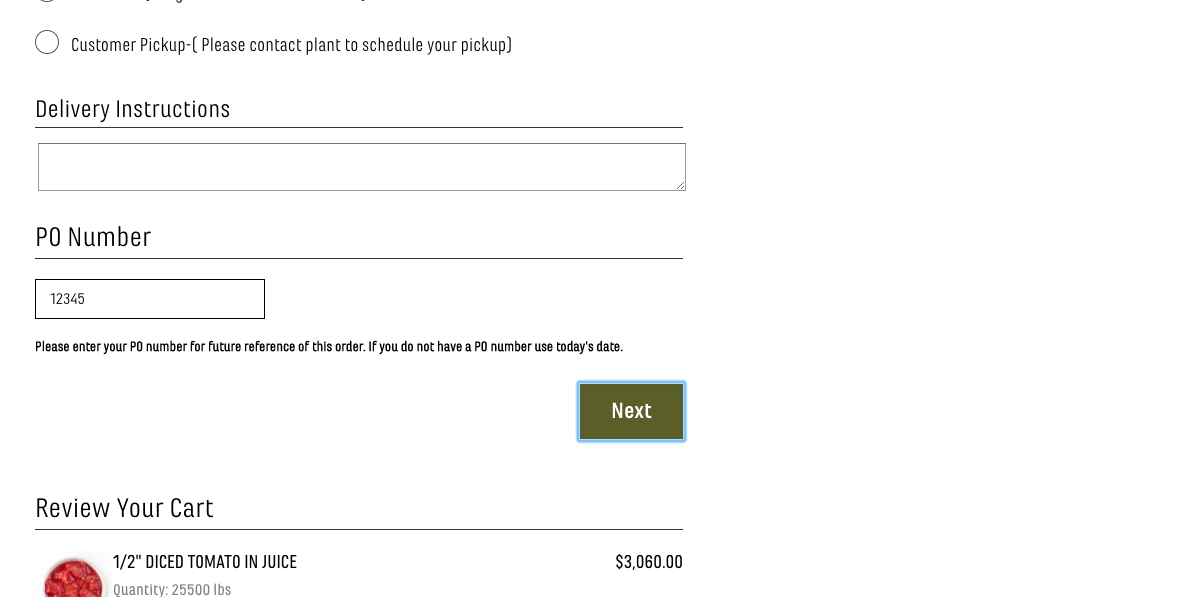 Customer Pickup-( Please contact plant to schedule your pickup)
Delivery Instructions
PO Number
12345
Please enter your PO number for future reference of this order. If you do not have a PO number use today's date.
Next
Review Your Cart
1/2" DICED TOMATO IN JUICE $3,060.00
Quantity: 25500 lbs